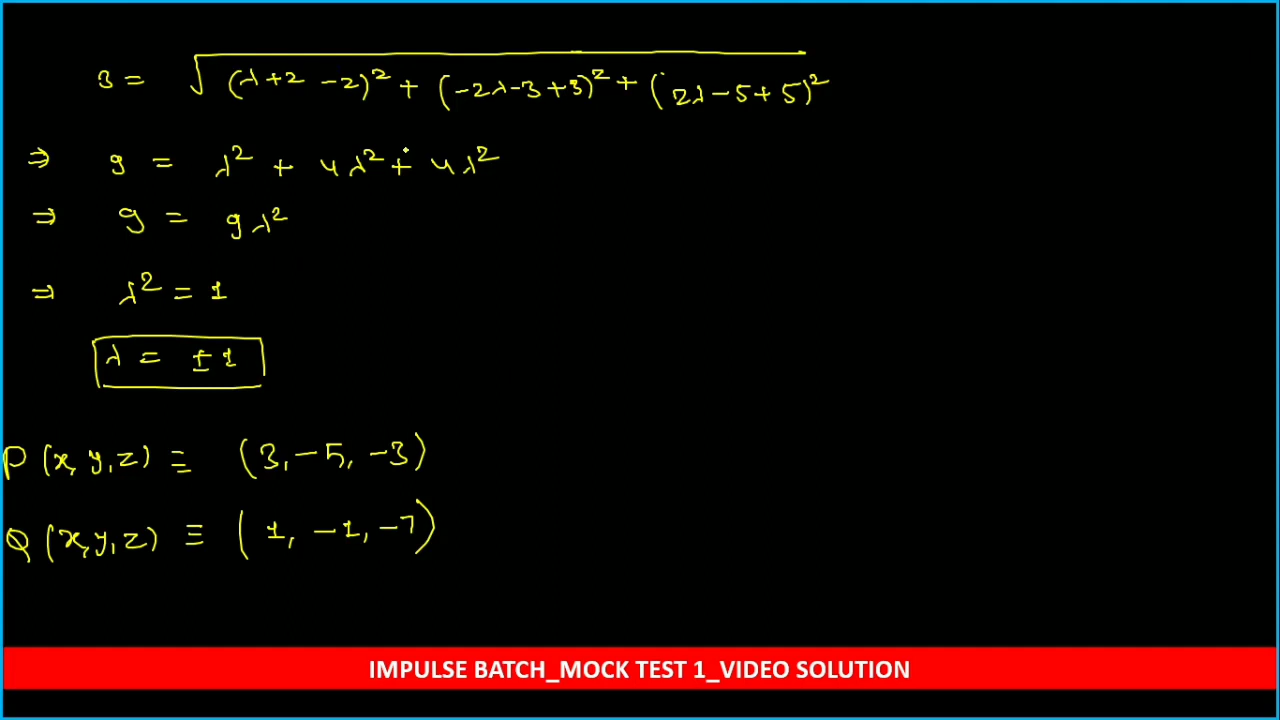 3 = √(λ+2 -2)² + (-2λ-3+3)² + (2λ-5+5)²
⇒ 9 = λ² + 4λ² + 4λ²
⇒ 9 = 9λ²
⇒ λ² = 1
λ = ±1
P(x, y, z) ≡ (3, -5, -3)
Q(x, y, z) ≡ (1, -1, -7)
IMPULSE BATCH_MOCK TEST 1_VIDEO SOLUTION